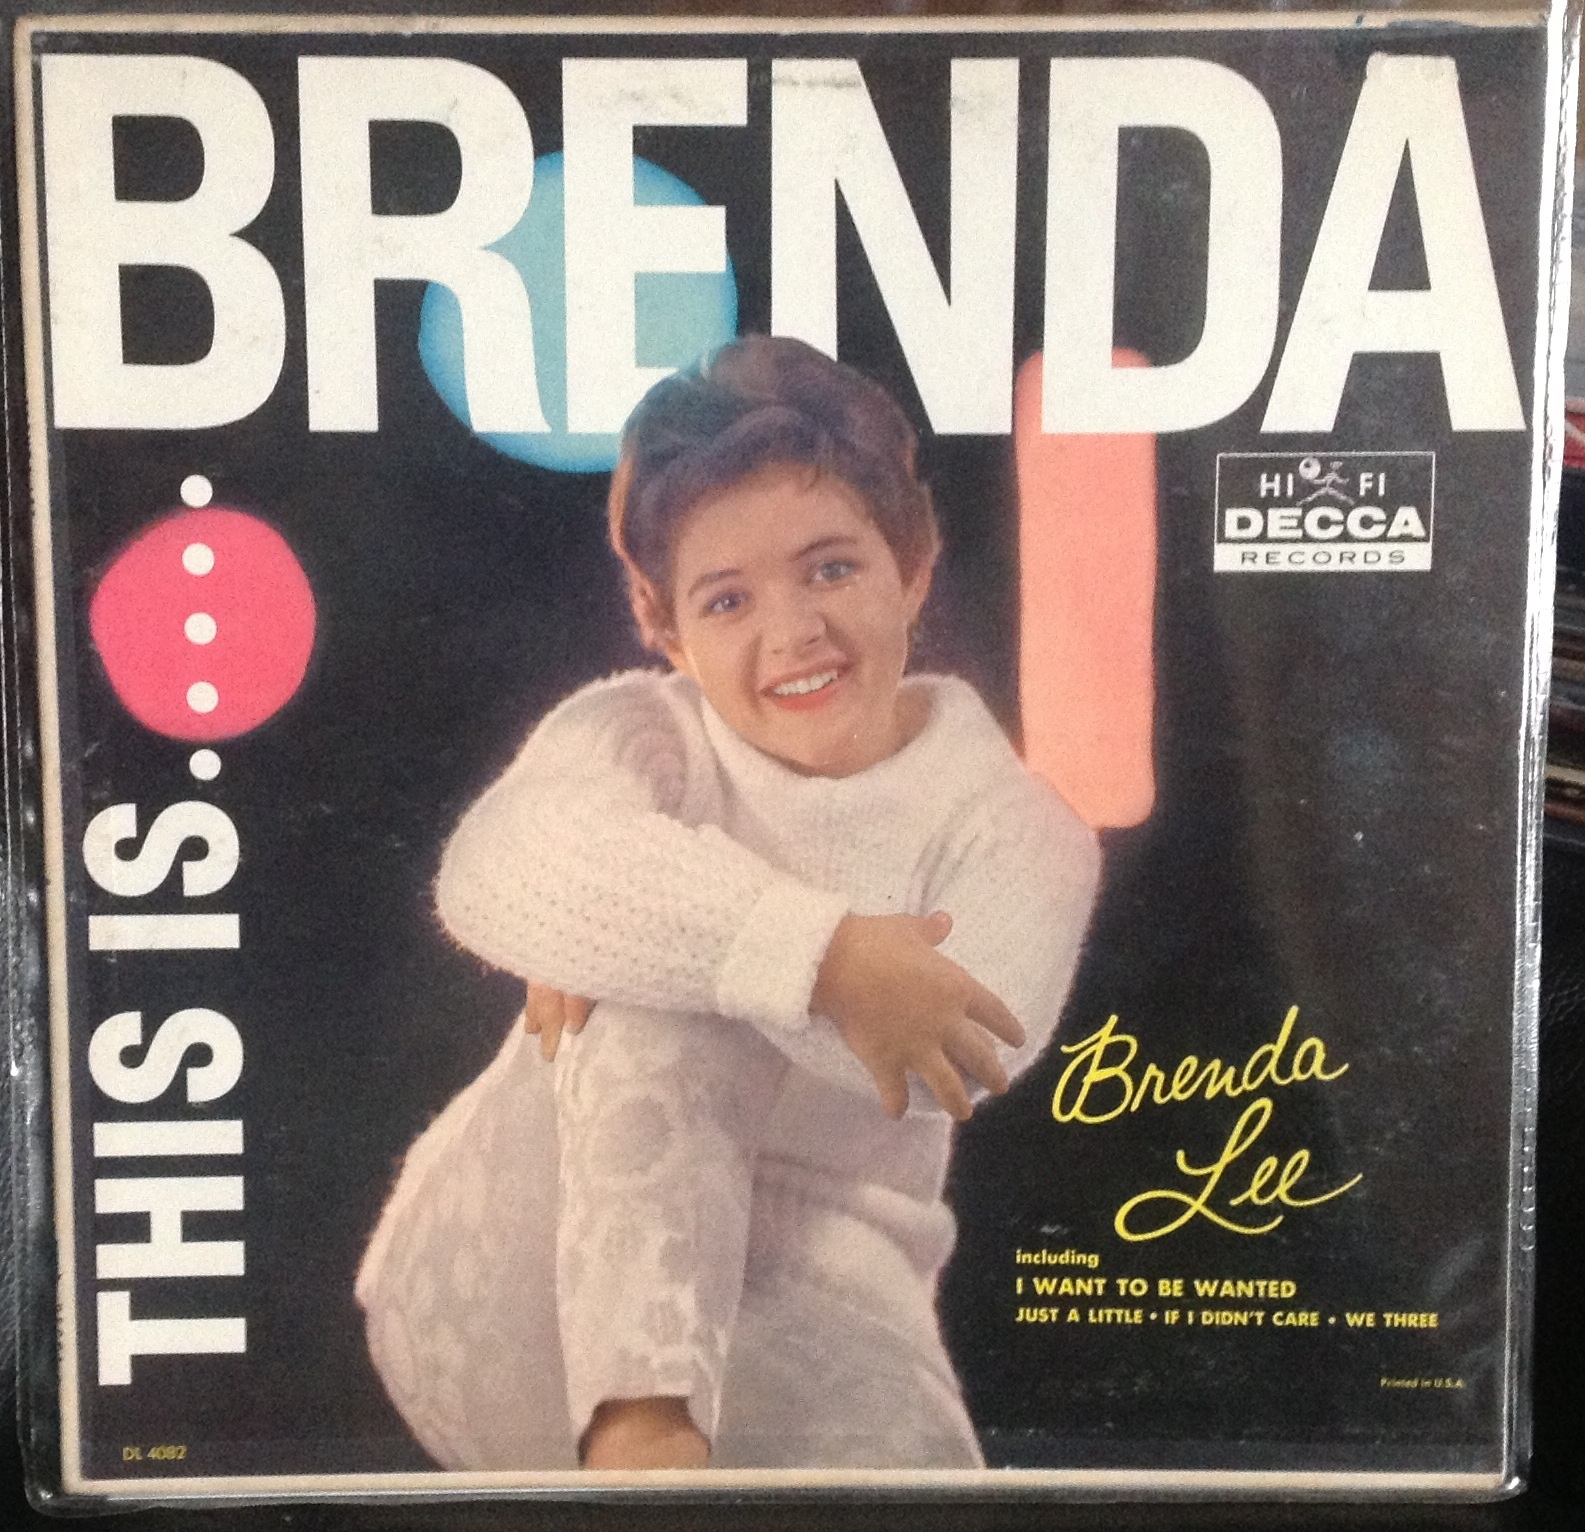 BRENDA
THIS IS.....
HI FI
DECCA
RECORDS
Brenda
Lee
including
I WANT TO BE WANTED
JUST A LITTLE • IF I DIDN'T CARE • WE THREE
Printed in U.S.A.
DL 4082